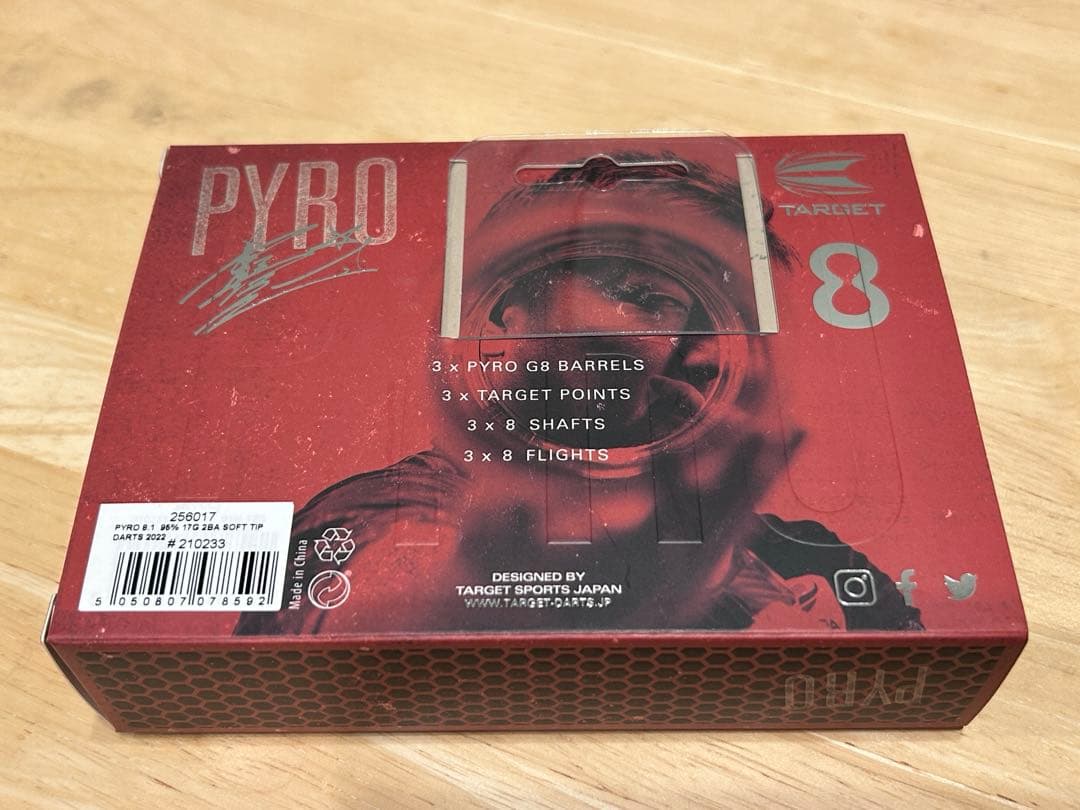 PYRO
TARGET
8
3 x PYRO G8 BARRELS
3 x TARGET POINTS
3 x 8 SHAFTS
3 x 8 FLIGHTS
256017
PYRO 8.1 95% 17G 2BA SOFT TIP
DARTS 2022
# 210233
5 050807 078592
Made in China
DESIGNED BY
TARGET SPORTS JAPAN
WWW.TARGET-DARTS.JP
PYRO
PYRO